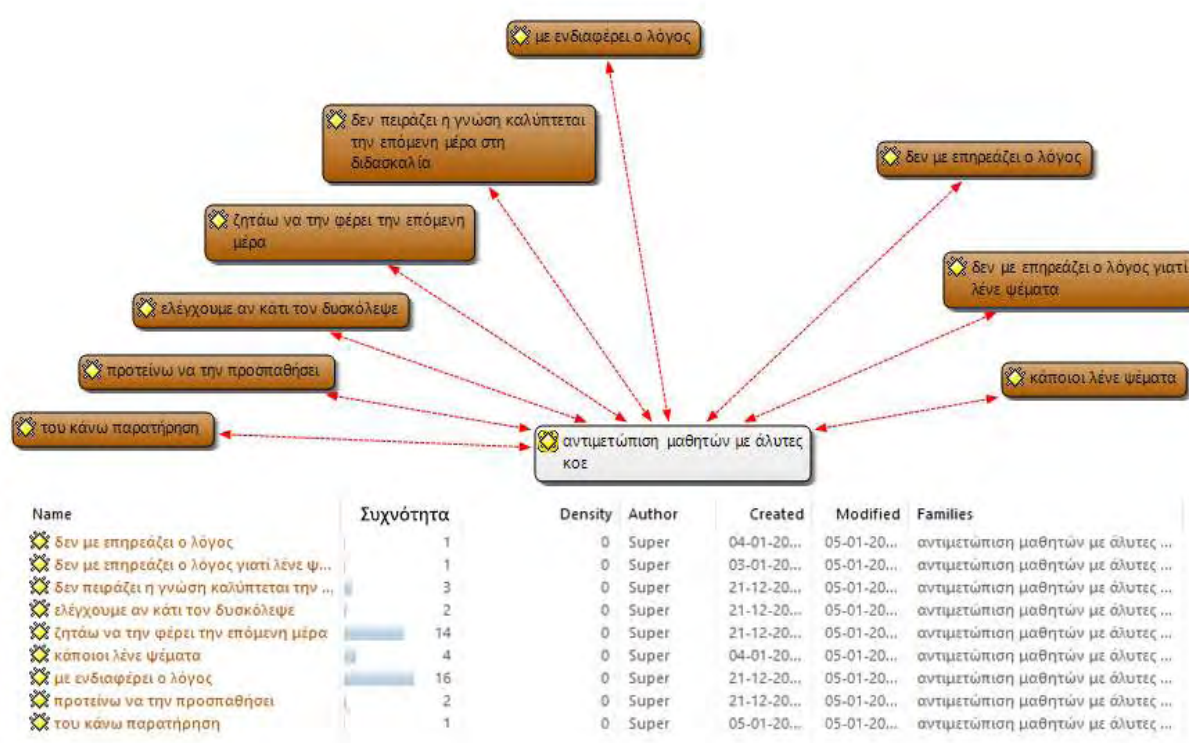 με ενδιαφέρει ο λόγος
δεν πειράζει η γνώση καλύπτεται
την επόμενη μέρα στη
διδασκαλία
δεν με επηρεάζει ο λόγος
ζητάω να την φέρει την επόμενη
μέρα
δεν με επηρεάζει ο λόγος γιατί
λένε ψέματα
ελέγχουμε αν κάτι τον δυσκόλεψε
προτείνω να την προσπαθήσει
κάποιοι λένε ψέματα
του κάνω παρατήρηση
αντιμετώπιση μαθητών με άλυτες
κοε
Name Συχνότητα Density Author Created Modified Families
δεν με επηρεάζει ο λόγος 1 0 Super 04-01-20... 05-01-20... αντιμετώπιση μαθητών με άλυτες ...
δεν με επηρεάζει ο λόγος γιατί λένε ψ... 1 0 Super 03-01-20... 05-01-20... αντιμετώπιση μαθητών με άλυτες ...
δεν πειράζει η γνώση καλύπτεται την ... 3 0 Super 21-12-20... 05-01-20... αντιμετώπιση μαθητών με άλυτες ...
ελέγχουμε αν κάτι τον δυσκόλεψε 2 0 Super 21-12-20... 05-01-20... αντιμετώπιση μαθητών με άλυτες ...
ζητάω να την φέρει την επόμενη μέρα 14 0 Super 21-12-20... 05-01-20... αντιμετώπιση μαθητών με άλυτες ...
κάποιοι λένε ψέματα 4 0 Super 04-01-20... 05-01-20... αντιμετώπιση μαθητών με άλυτες ...
με ενδιαφέρει ο λόγος 16 0 Super 21-12-20... 05-01-20... αντιμετώπιση μαθητών με άλυτες ...
προτείνω να την προσπαθήσει 2 0 Super 21-12-20... 05-01-20... αντιμετώπιση μαθητών με άλυτες ...
του κάνω παρατήρηση 1 0 Super 05-01-20... 05-01-20... αντιμετώπιση μαθητών με άλυτες ...